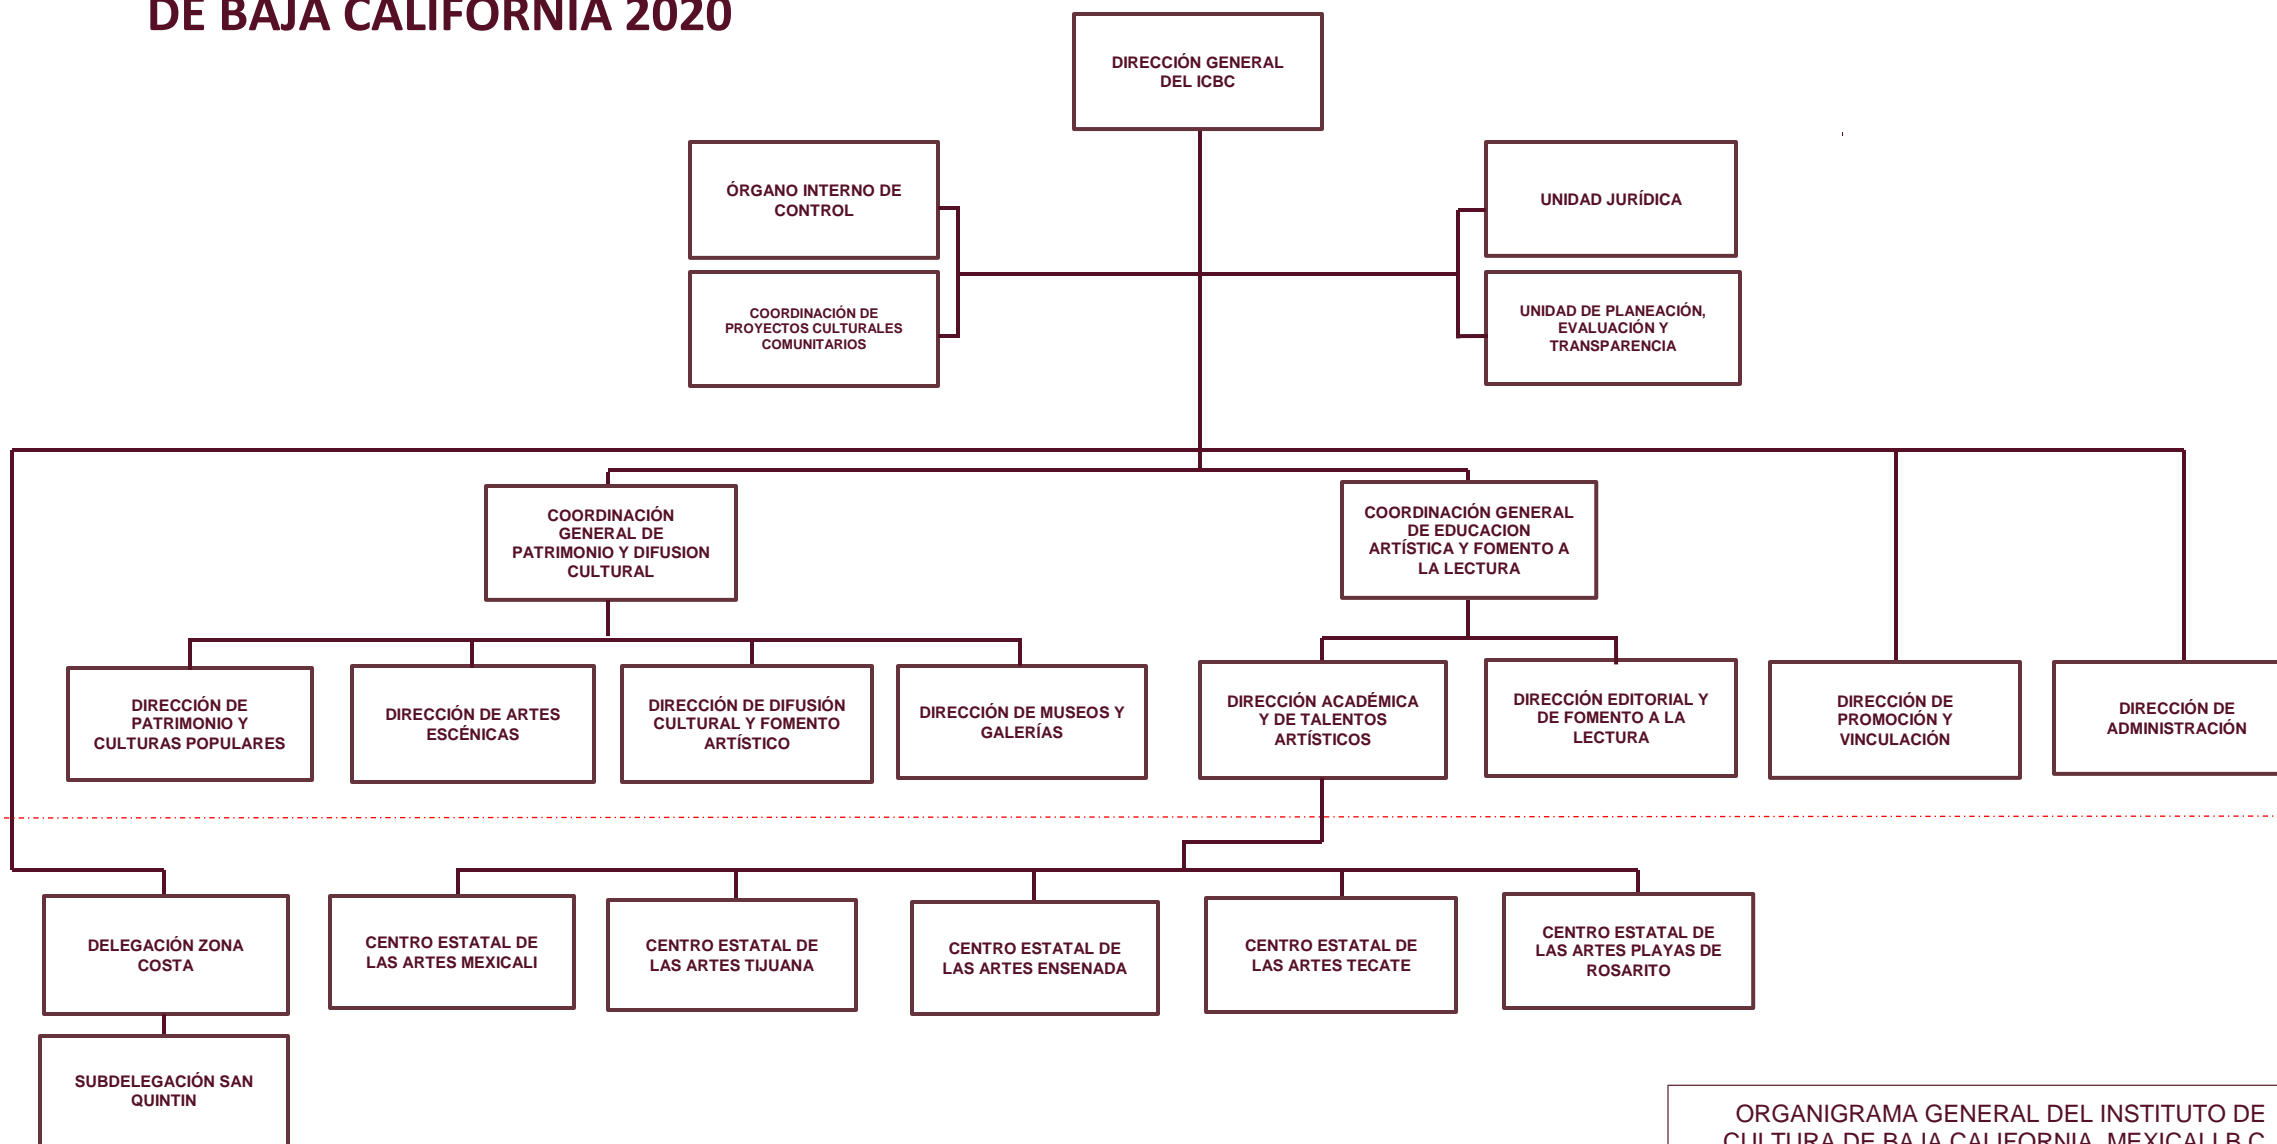 DE BAJA CALIFORNIA 2020
DIRECCIÓN GENERAL
DEL ICBC
ÓRGANO INTERNO DE
CONTROL
UNIDAD JURÍDICA
COORDINACIÓN DE
PROYECTOS CULTURALES
COMUNITARIOS
UNIDAD DE PLANEACIÓN,
EVALUACIÓN Y
TRANSPARENCIA
COORDINACIÓN
GENERAL DE
PATRIMONIO Y DIFUSION
CULTURAL
COORDINACIÓN GENERAL
DE EDUCACION
ARTÍSTICA Y FOMENTO A
LA LECTURA
DIRECCIÓN DE
PATRIMONIO Y
CULTURAS POPULARES
DIRECCIÓN DE ARTES
ESCÉNICAS
DIRECCIÓN DE DIFUSIÓN
CULTURAL Y FOMENTO
ARTÍSTICO
DIRECCIÓN DE MUSEOS Y
GALERÍAS
DIRECCIÓN ACADÉMICA
Y DE TALENTOS
ARTÍSTICOS
DIRECCIÓN EDITORIAL Y
DE FOMENTO A LA
LECTURA
DIRECCIÓN DE
PROMOCIÓN Y
VINCULACIÓN
DIRECCIÓN DE
ADMINISTRACIÓN
DELEGACIÓN ZONA
COSTA
CENTRO ESTATAL DE
LAS ARTES MEXICALI
CENTRO ESTATAL DE
LAS ARTES TIJUANA
CENTRO ESTATAL DE
LAS ARTES ENSENADA
CENTRO ESTATAL DE
LAS ARTES TECATE
CENTRO ESTATAL DE
LAS ARTES PLAYAS DE
ROSARITO
SUBDELEGACIÓN SAN
QUINTIN
ORGANIGRAMA GENERAL DEL INSTITUTO DE
CULTURA DE BAJA CALIFORNIA, MEXICALI B.C.